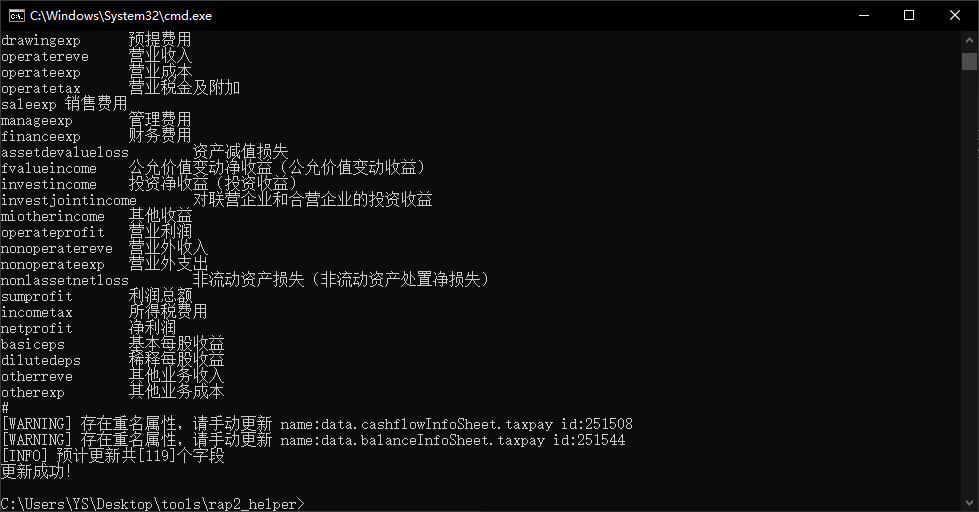 C:\Windows\System32\cmd.exe
drawingexp 预提费用
operatereve 营业收入
operateexp 营业成本
operatetax 营业税金及附加
saleexp 销售费用
manageexp 管理费用
financeexp 财务费用
assetdevalueloss 资产减值损失
fvalueincome 公允价值变动净收益（公允价值变动收益）
investincome 投资净收益（投资收益）
investjointincome 对联营企业和合营企业的投资收益
miotherincome 其他收益
operateprofit 营业利润
nonoperatereve 营业外收入
nonoperateexp 营业外支出
nonlassetnetloss 非流动资产损失（非流动资产处置净损失）
sumprofit 利润总额
incometax 所得税费用
netprofit 净利润
basiceps 基本每股收益
dilutedeps 稀释每股收益
otherreve 其他业务收入
otherexp 其他业务成本
#
[WARNING] 存在重名属性，请手动更新 name:data.cashflowInfoSheet.taxpay id:251508
[WARNING] 存在重名属性，请手动更新 name:data.balanceInfoSheet.taxpay id:251544
[INFO] 预计更新共[119]个字段
更新成功!
C:\Users\YS\Desktop\tools\rap2_helper>